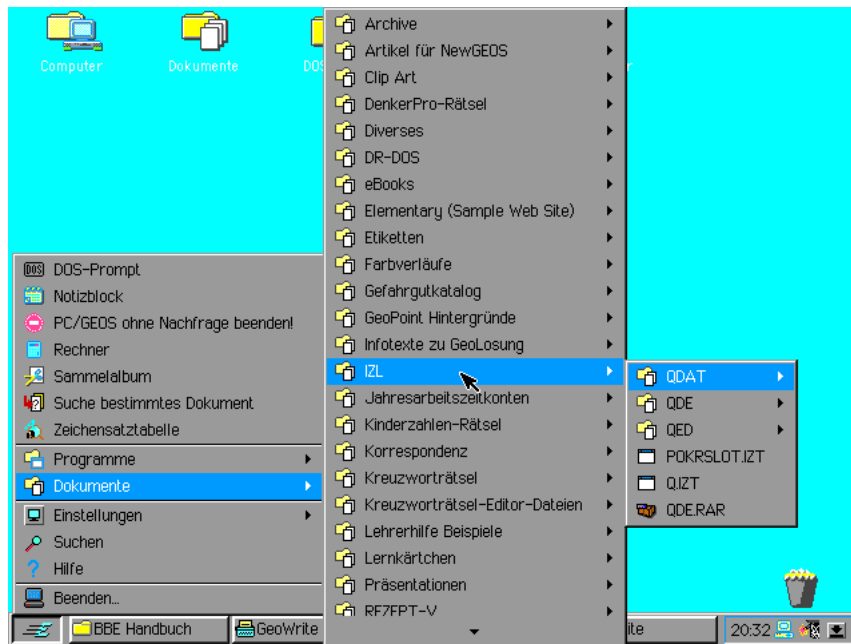 Computer
Dokumente
DOS
Archive
Artikel für NewGEOS
Clip Art
DenkerPro-Rätsel
Diverses
DR-DOS
eBooks
Elementary (Sample Web Site)
Etiketten
Farbverläufe
Gefahrgutkatalog
GeoPoint Hintergründe
Infotexte zu GeoLosung
IZL
Jahresarbeitszeitkonten
Kinderzahlen-Rätsel
Korrespondenz
Kreuzworträtsel
Kreuzworträtsel-Editor-Dateien
Lehrerhilfe Beispiele
Lernkärtchen
Präsentationen
REZEPT-V
DOS DOS-Prompt
Notizblock
PC/GEOS ohne Nachfrage beenden!
Rechner
Sammelalbum
Suche bestimmtes Dokument
Zeichensatztabelle
Programme
Dokumente
Einstellungen
Suchen
Hilfe
Beenden...
QDAT
QDE
QED
POKRSLOT.IZT
Q.IZT
QDE.RAR
BBE Handbuch
GeoWrite
ite
20:32